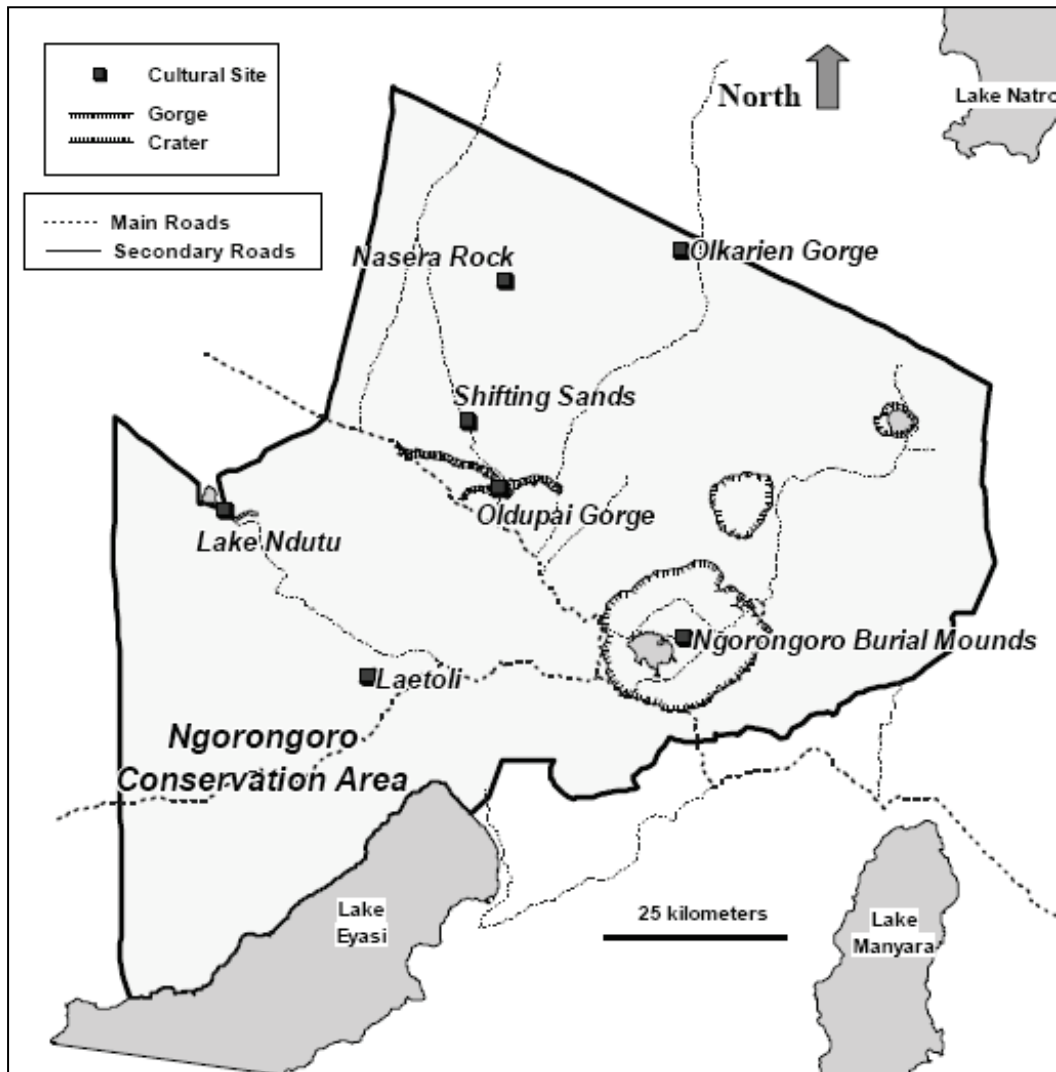 Cultural Site
Gorge
Crater
Main Roads
Secondary Roads
North
Lake Natro
Nasera Rock
Olkarien Gorge
Shifting Sands
Oldupai Gorge
Lake Ndutu
Ngorongoro Burial Mounds
Laetoli
Ngorongoro
Conservation Area
25 kilometers
Lake
Eyasi
Lake
Manyara